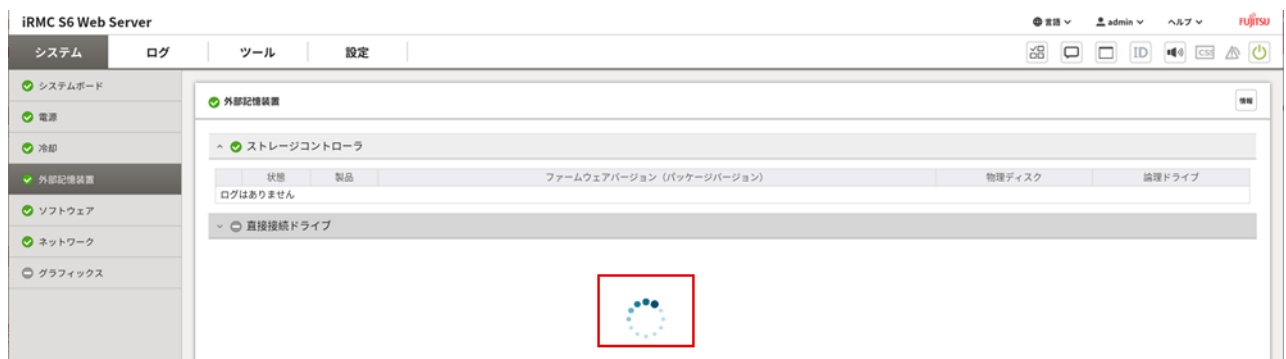 iRMC S6 Web Server
言語 admin ヘルプ FUJITSU
システム ログ ツール 設定
ID CSS
システムボード
電源
冷却
外部記憶装置
ソフトウェア
ネットワーク
グラフィックス
外部記憶装置 情報
ストレージコントローラ
状態 製品 ファームウェアバージョン（パッケージバージョン） 物理ディスク 論理ドライブ
ログはありません
直接接続ドライブ